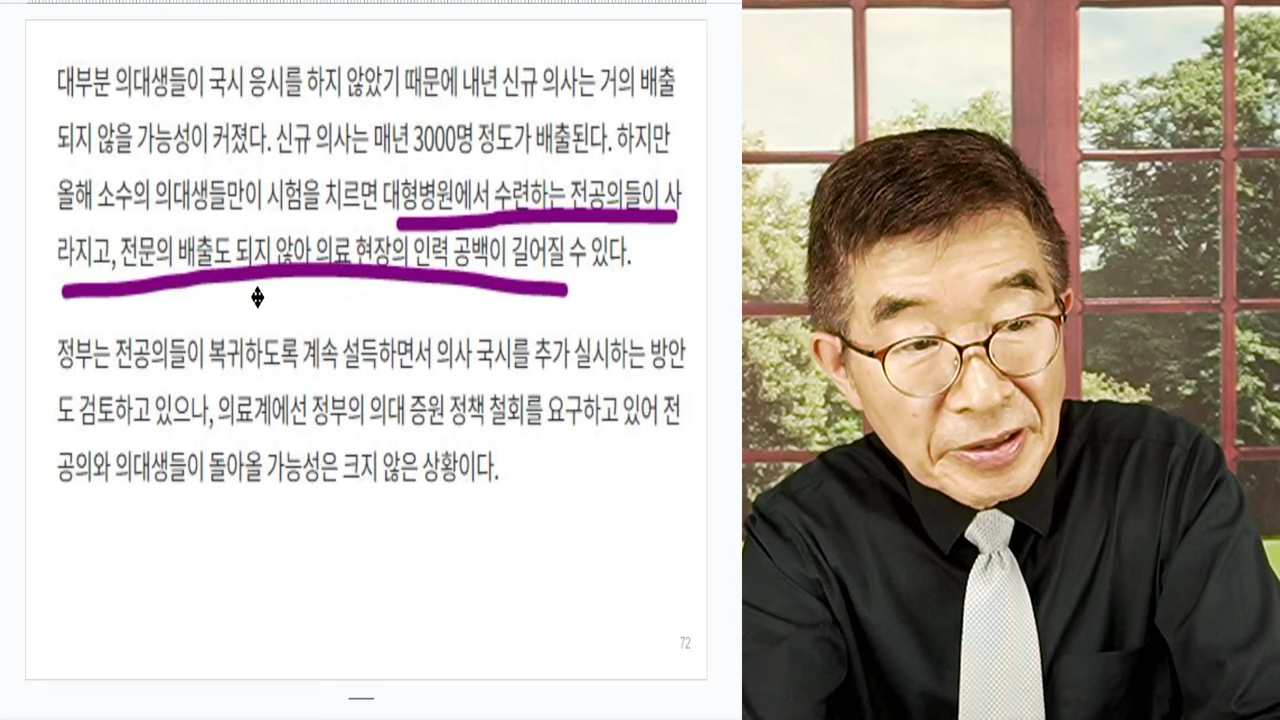 대부분 의대생들이 국시 응시를 하지 않았기 때문에 내년 신규 의사는 거의 배출
되지 않을 가능성이 커졌다. 신규 의사는 매년 3000명 정도가 배출된다. 하지만
올해 소수의 의대생들만이 시험을 치르면 대형병원에서 수련하는 전공의들이 사
라지고, 전문의 배출도 되지 않아 의료 현장의 인력 공백이 길어질 수 있다.
정부는 전공의들이 복귀하도록 계속 설득하면서 의사 국시를 추가 실시하는 방안
도 검토하고 있으나, 의료계에선 정부의 의대 증원 정책 철회를 요구하고 있어 전
공의와 의대생들이 돌아올 가능성은 크지 않은 상황이다.
72